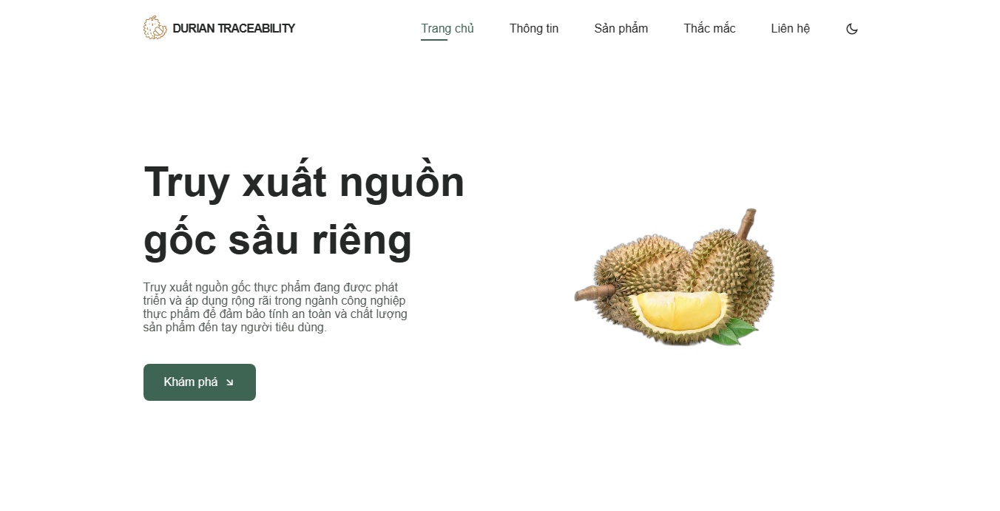 DURIAN TRACEABILITY
Trang chủ
Thông tin
Sản phẩm
Thắc mắc
Liên hệ
Truy xuất nguồn
gốc sầu riêng
Truy xuất nguồn gốc thực phẩm đang được phát
triển và áp dụng rộng rãi trong ngành công nghiệp
thực phẩm để đảm bảo tính an toàn và chất lượng
sản phẩm đến tay người tiêu dùng.
Khám phá